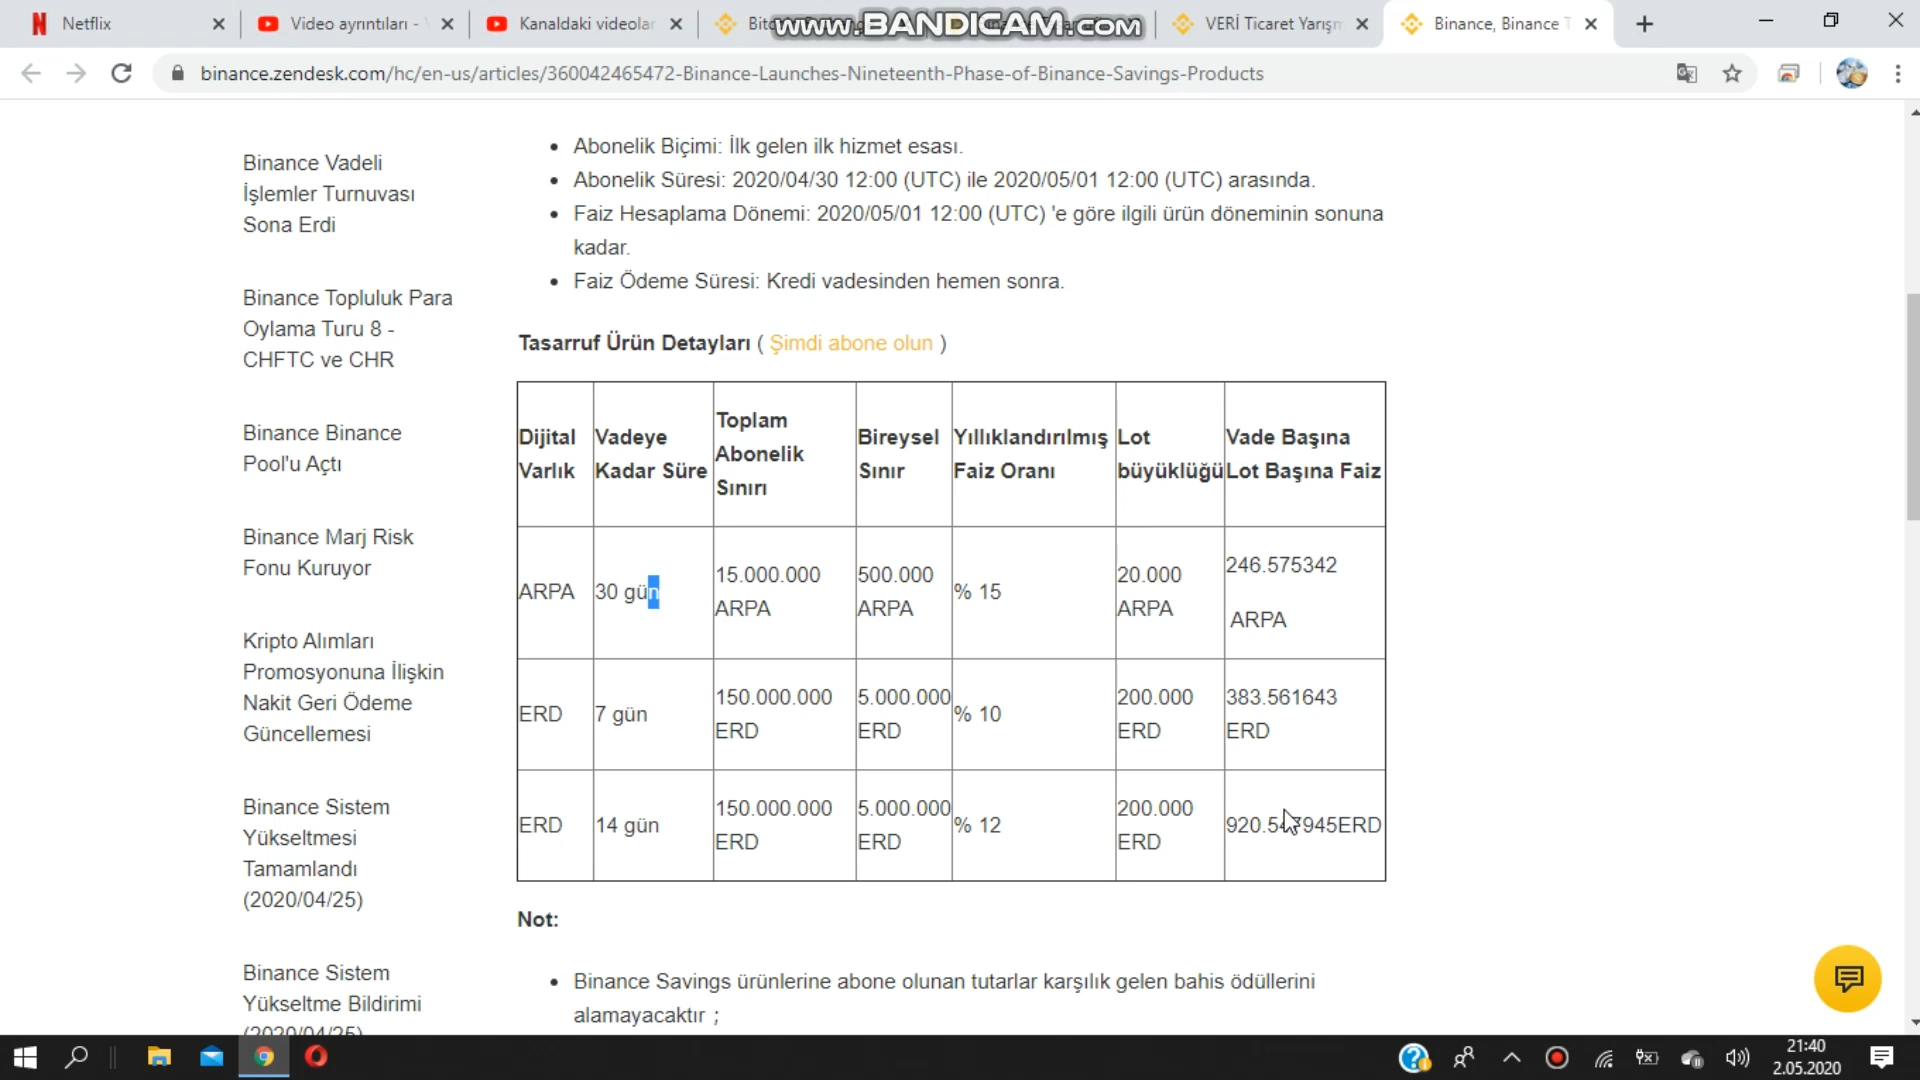 Netflix
Video ayrıntıları -
Kanaldaki videolar
www.BANDICAM.com
VERİ Ticaret Yarışm
Binance, Binance T
binance.zendesk.com/hc/en-us/articles/360042465472-Binance-Launches-Nineteenth-Phase-of-Binance-Savings-Products
Binance Vadeli
İşlemler Turnuvası
Sona Erdi
Binance Topluluk Para
Oylama Turu 8 -
CHFTC ve CHR
Binance Binance
Pool'u Açtı
Binance Marj Risk
Fonu Kuruyor
Kripto Alımları
Promosyonuna İlişkin
Nakit Geri Ödeme
Güncellemesi
Binance Sistem
Yükseltmesi
Tamamlandı
(2020/04/25)
Binance Sistem
Yükseltme Bildirimi
(2020/04/25)
• Abonelik Biçimi: İlk gelen ilk hizmet esası.
• Abonelik Süresi: 2020/04/30 12:00 (UTC) ile 2020/05/01 12:00 (UTC) arasında.
• Faiz Hesaplama Dönemi: 2020/05/01 12:00 (UTC) 'e göre ilgili ürün döneminin sonuna
kadar.
• Faiz Ödeme Süresi: Kredi vadesinden hemen sonra.
Tasarruf Ürün Detayları ( Şimdi abone olun )
Dijital Varlık
Vadeye Kadar Süre
Toplam Abonelik Sınırı
Bireysel Sınır
Yıllıklandırılmış Faiz Oranı
Lot büyüklüğü
Vade Başına Lot Başına Faiz
ARPA
30 gün
15.000.000 ARPA
500.000 ARPA
% 15
20.000 ARPA
246.575342 ARPA
ERD
7 gün
150.000.000 ERD
5.000.000 ERD
% 10
200.000 ERD
383.561643 ERD
ERD
14 gün
150.000.000 ERD
5.000.000 ERD
% 12
200.000 ERD
Not:
• Binance Savings ürünlerine abone olunan tutarlar karşılık gelen bahis ödüllerini
alamayacaktır ;
21:40
2.05.2020